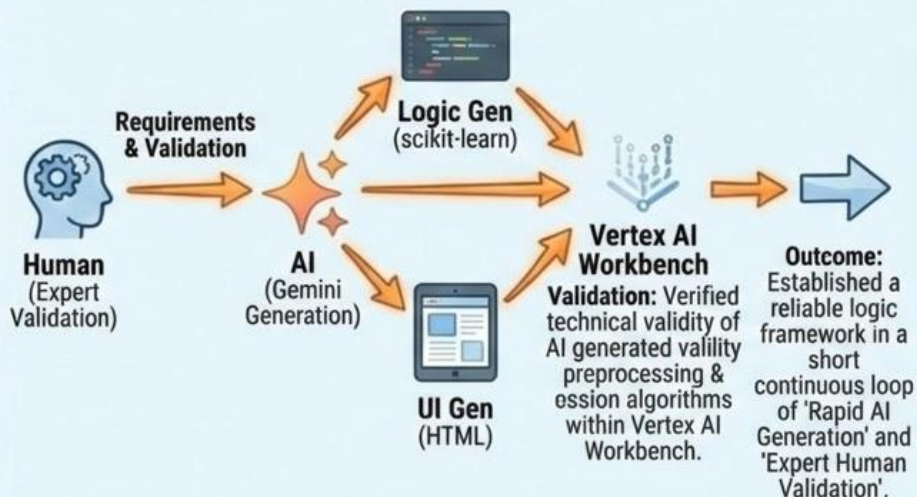 Requirements
& Validation
Human
(Expert
Validation)
AI
(Gemini
Generation)
Logic Gen
(scikit-learn)
UI Gen
(HTML)
Vertex AI
Workbench
Validation: Verified
technical validity of
AI generated valility
preprocessing &
ession algorithms
within Vertex AI
Workbench.
Outcome:
Established a
reliable logic
framework in a
short
continuous loop
of 'Rapid AI
Generation' and
'Expert Human
Validation'.